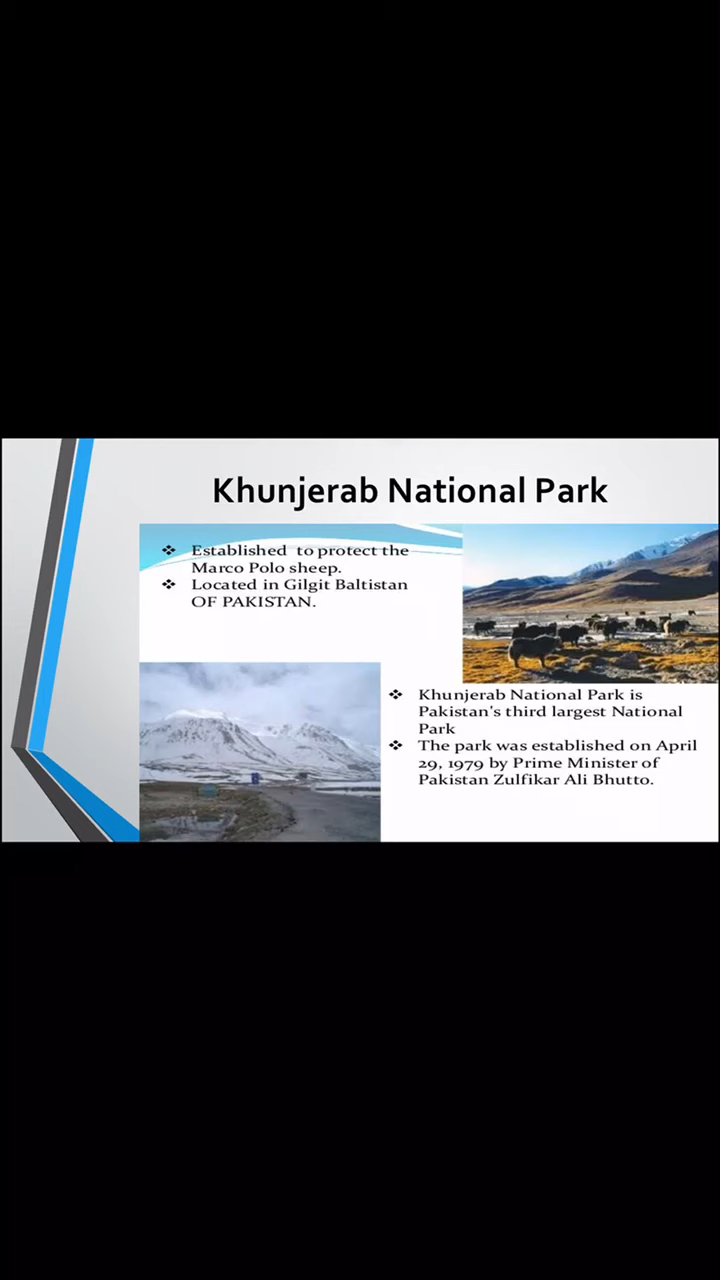 Khunjerab National Park
❖ Established to protect the
Marco Polo sheep.
❖ Located in Gilgit Baltistan
OF PAKISTAN.
❖ Khunjerab National Park is
Pakistan's third largest National
Park
❖ The park was established on April
29, 1979 by Prime Minister of
Pakistan Zulfikar Ali Bhutto.